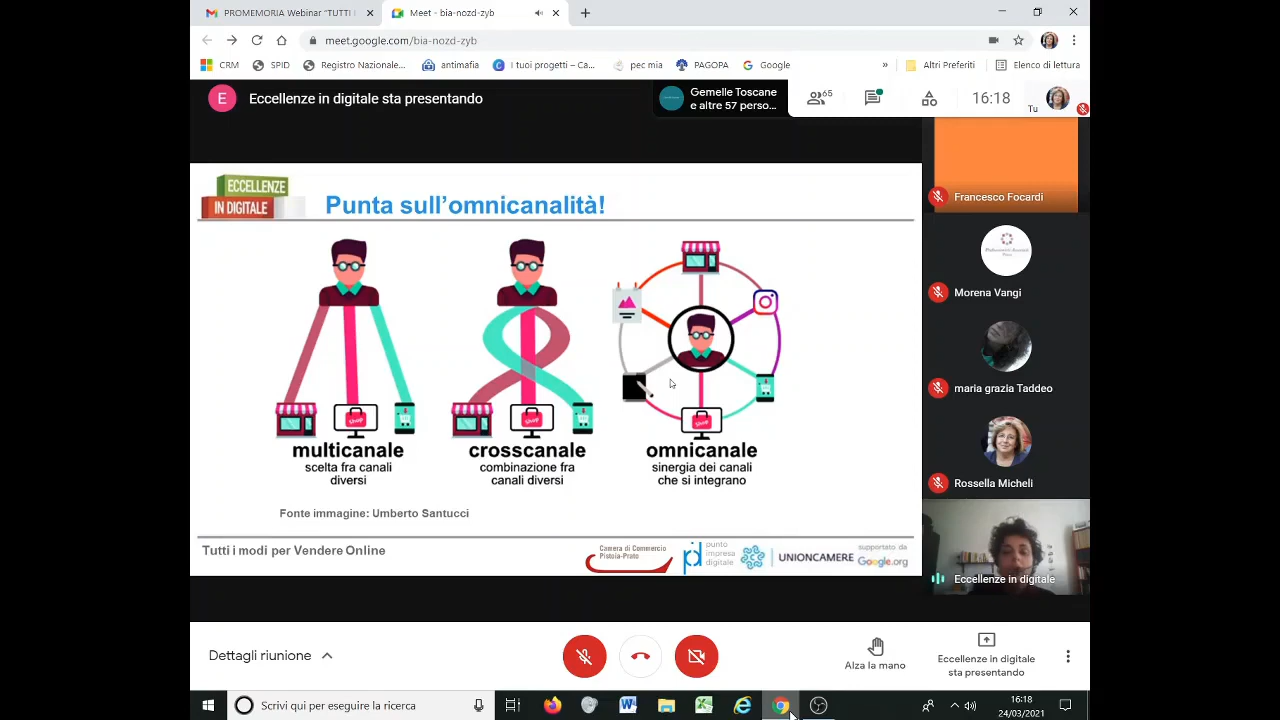 PROMEMORIA Webinar "TUTTI I
Meet - bia-nozd-zyb
meet.google.com/bia-nozd-zyb
CRM
SPID
Registro Nazionale...
antimafia
I tuoi progetti – Ca...
pec mia
PAGOPA
Google
»
Altri Preferiti
Elenco di lettura
E
Eccellenze in digitale sta presentando
Gemelle Toscane
e altre 57 perso...
65
16:18
Tu
ECCELLENZE
IN DIGITALE
Punta sull'omnicanalità!
Shop
Shop
Shop
multicanale
scelta fra canali
diversi
crosscanale
combinazione fra
canali diversi
omnicanale
sinergia dei canali
che si integrano
Fonte immagine: Umberto Santucci
Tutti i modi per Vendere Online
Camera di Commercio
Pistoia-Prato
pid
punto
impresa
digitale
UNIONCAMERE
supportato da
Google.org
Francesco Focardi
Morena Vangi
maria grazia Taddeo
Rossella Micheli
Eccellenze in digitale
Dettagli riunione
Alza la mano
Eccellenze in digitale
sta presentando
Scrivi qui per eseguire la ricerca
16:18
24/03/2021